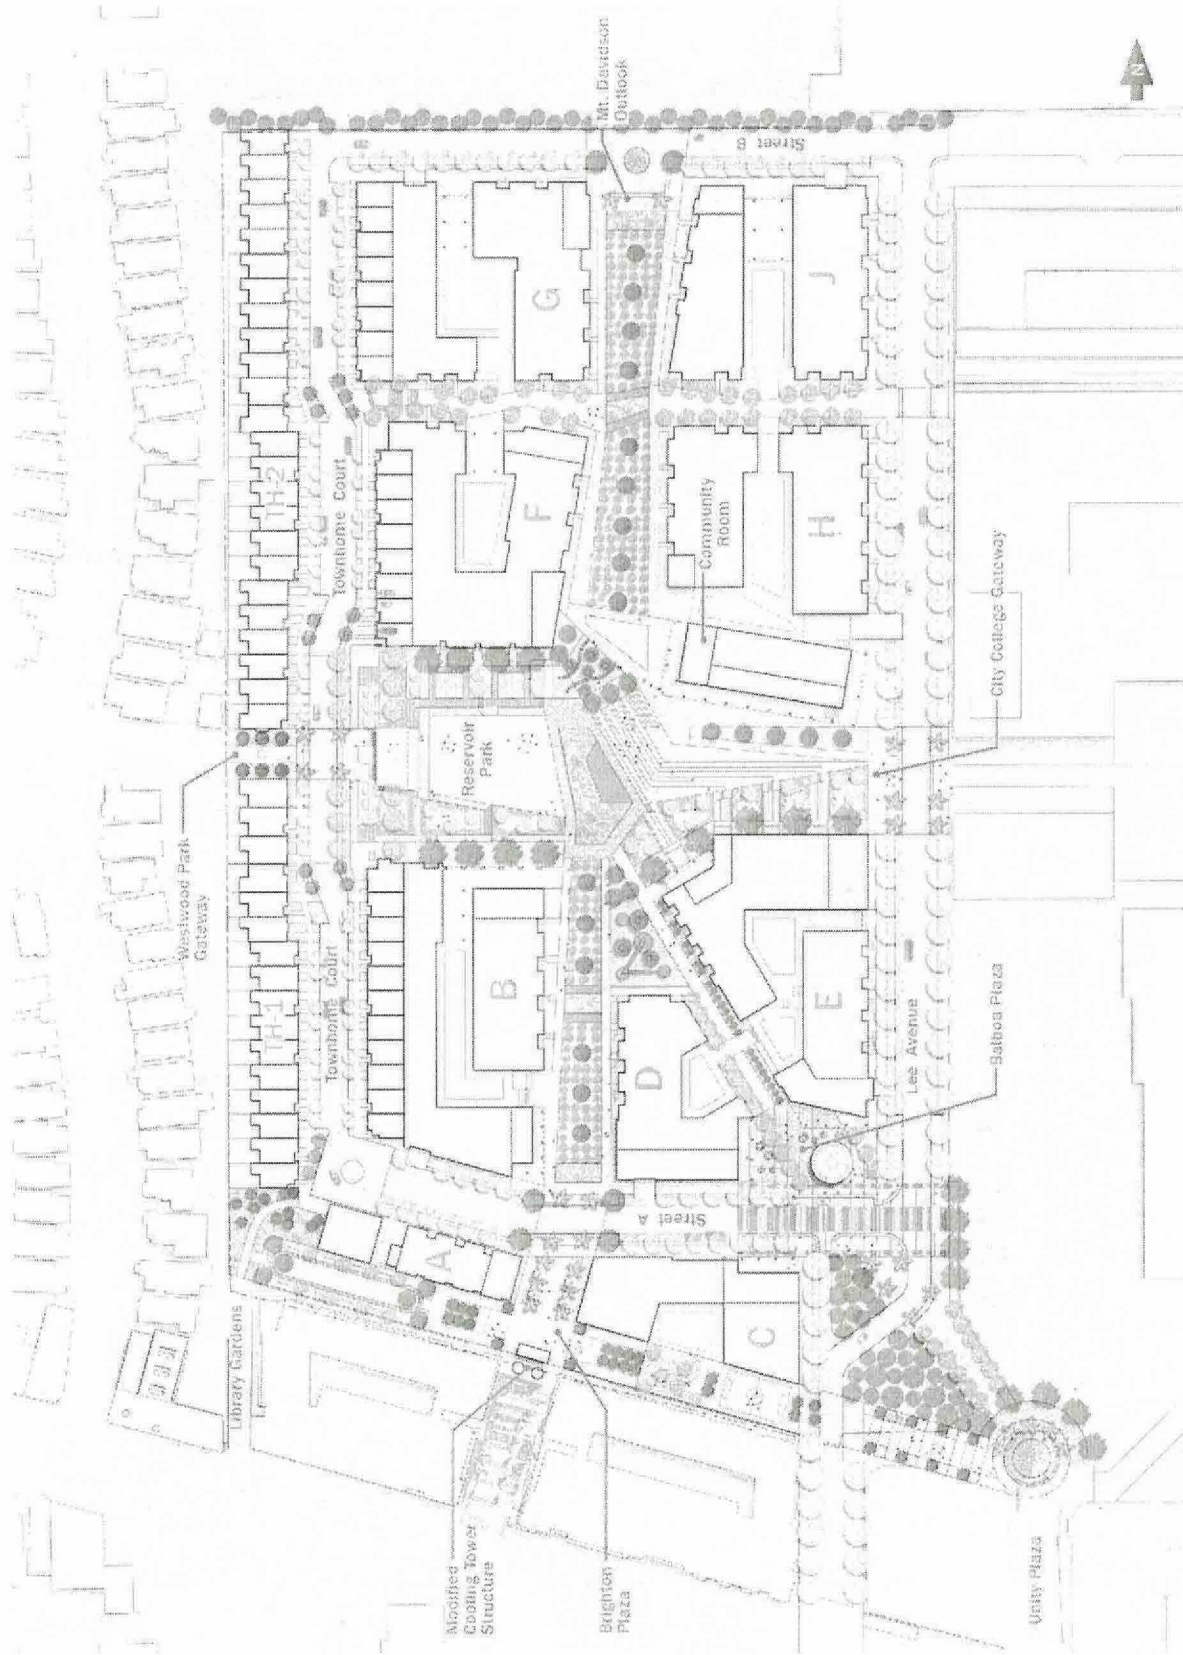 Mt. Davidson
Outlook
N
Street B
G
J
TH-2
Townhome Court
F
Community
Room
H
City College Gateway
Westwood Park
Gateway
Reservoir
Park
TH-1
Townhome Court
B
D
E
Lee Avenue
Balboa Plaza
Street A
A
C
Library Gardens
Modified
Cooling Tower
Structure
Brighton
Plaza
Unity Plaza